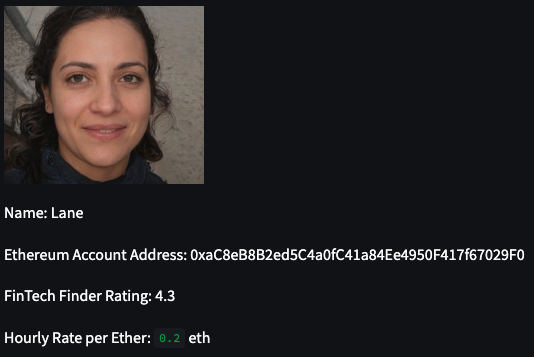 Name: Lane
Ethereum Account Address: 0xaC8eB8B2ed5C4a0fC41a84Ee4950F417f67029F0
FinTech Finder Rating: 4.3
Hourly Rate per Ether: 0.2 eth